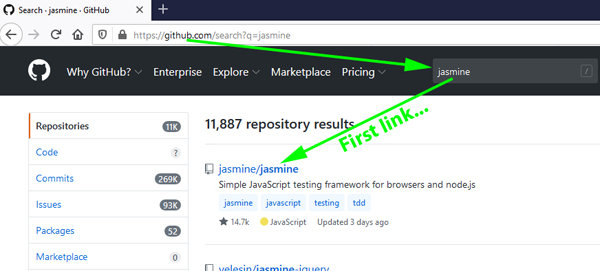 Search · jasmine · GitHub
https://github.com/search?q=jasmine
Why GitHub? Enterprise Explore Marketplace Pricing jasmine /
Repositories 11K
Code ?
Commits 269K
Issues 93K
Packages 52
Marketplace 0
11,887 repository results
First link...
jasmine/jasmine
Simple JavaScript testing framework for browsers and node.js
jasmine javascript testing tdd
14.7k JavaScript Updated 3 days ago
velesin/jasmine-jquery